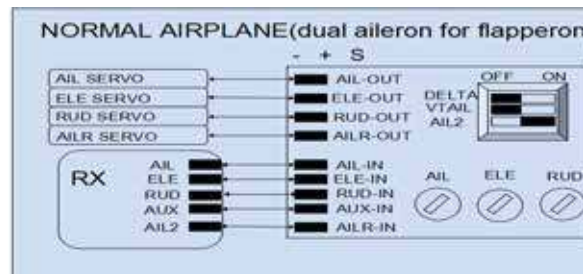 NORMAL AIRPLANE(dual aileron for flapperon
- + S
AIL SERVO
ELE SERVO
RUD SERVO
AILR SERVO
AIL-OUT
ELE-OUT
RUD-OUT
AILR-OUT
OFF ON
DELTA
VTAIL
AIL2
RX
AIL
ELE
RUD
AUX
AIL2
AIL-IN
ELE-IN
RUD-IN
AUX-IN
AILR-IN
AIL ELE RUD